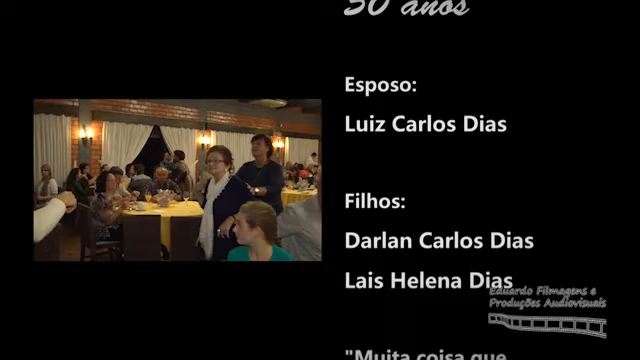 50 anos
Esposo:
Luiz Carlos Dias
Filhos:
Darlan Carlos Dias
Lais Helena Dias
Eduardo Filmagens e
Produções Audiovisuais
"Muita coisa que